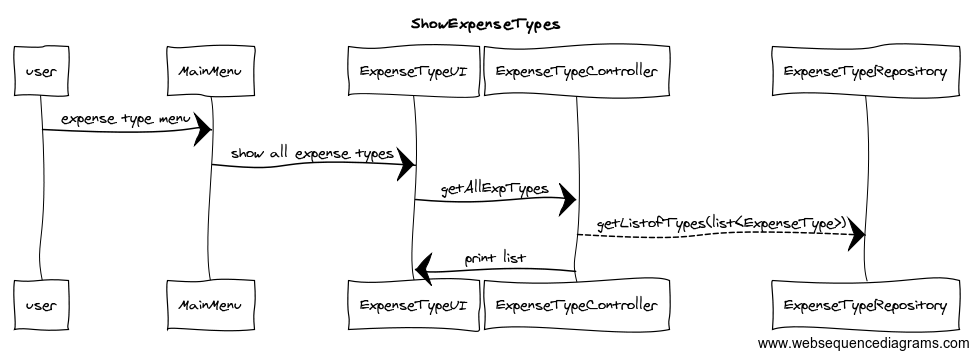 ShowExpenseTypes
user MainMenu ExpenseTypeUI ExpenseTypeController ExpenseTypeRepository
expense type menu
show all expense types
getAllExpTypes
getListofTypes(list<ExpenseType>)
print list
user MainMenu ExpenseTypeUI ExpenseTypeController ExpenseTypeRepository
www.websequencediagrams.com